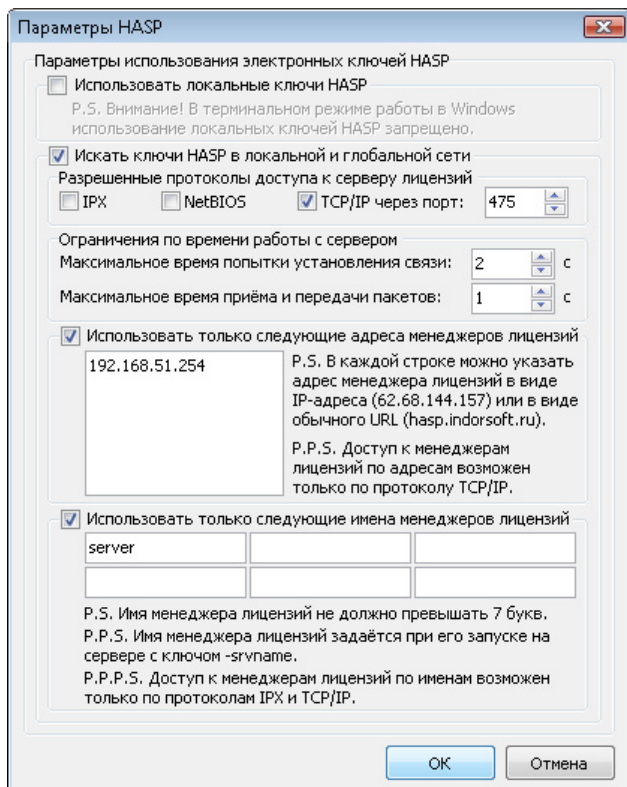 Параметры HASP
Параметры использования электронных ключей HASP
Использовать локальные ключи HASP
P.S. Внимание! В терминальном режиме работы в Windows
использование локальных ключей HASP запрещено.
Искать ключи HASP в локальной и глобальной сети
Разрешенные протоколы доступа к серверу лицензий
IPX NetBIOS TCP/IP через порт: 475
Ограничения по времени работы с сервером
Максимальное время попытки установления связи: 2 с
Максимальное время приёма и передачи пакетов: 1 с
Использовать только следующие адреса менеджеров лицензий
192.168.51.254
P.S. В каждой строке можно указать
адрес менеджера лицензий в виде
IP-адреса (62.68.144.157) или в виде
обычного URL (hasp.indorsoft.ru).
P.P.S. Доступ к менеджерам
лицензий по адресам возможен
только по протоколу TCP/IP.
Использовать только следующие имена менеджеров лицензий
server
P.S. Имя менеджера лицензий не должно превышать 7 букв.
P.P.S. Имя менеджера лицензий задаётся при его запуске на
сервере с ключом -srvname.
P.P.P.S. Доступ к менеджерам лицензий по именам возможен
только по протоколам IPX и TCP/IP.
ОК Отмена